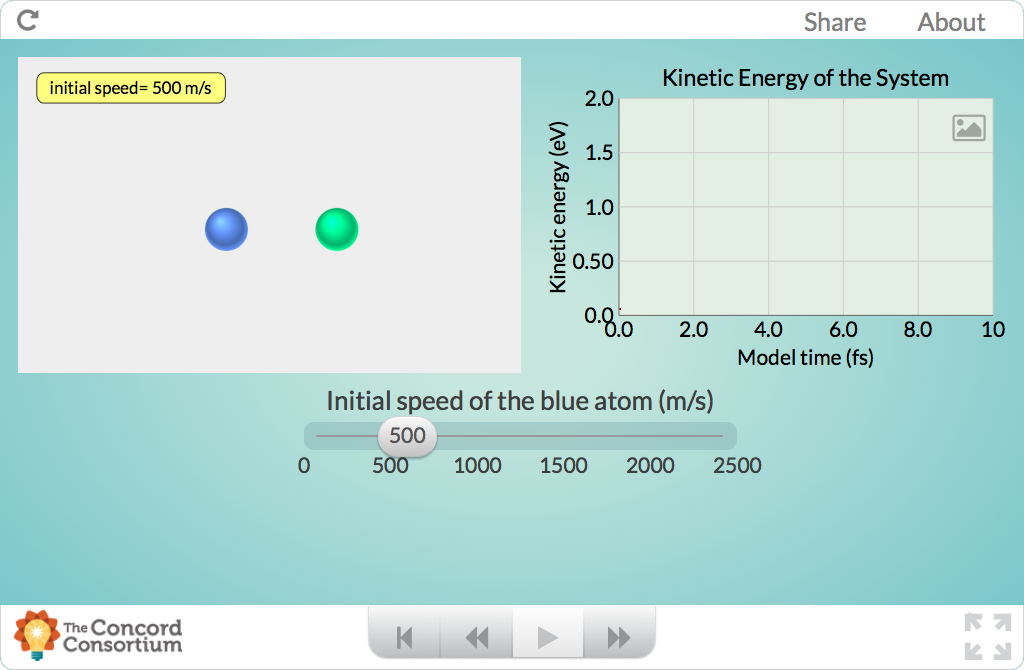 Share
About
initial speed= 500 m/s
Kinetic Energy of the System
Kinetic energy (eV)
2.0
1.5
1.0
0.50
0.0
0.0 2.0 4.0 6.0 8.0 10
Model time (fs)
Initial speed of the blue atom (m/s)
500
0 500 1000 1500 2000 2500
The Concord
Consortium